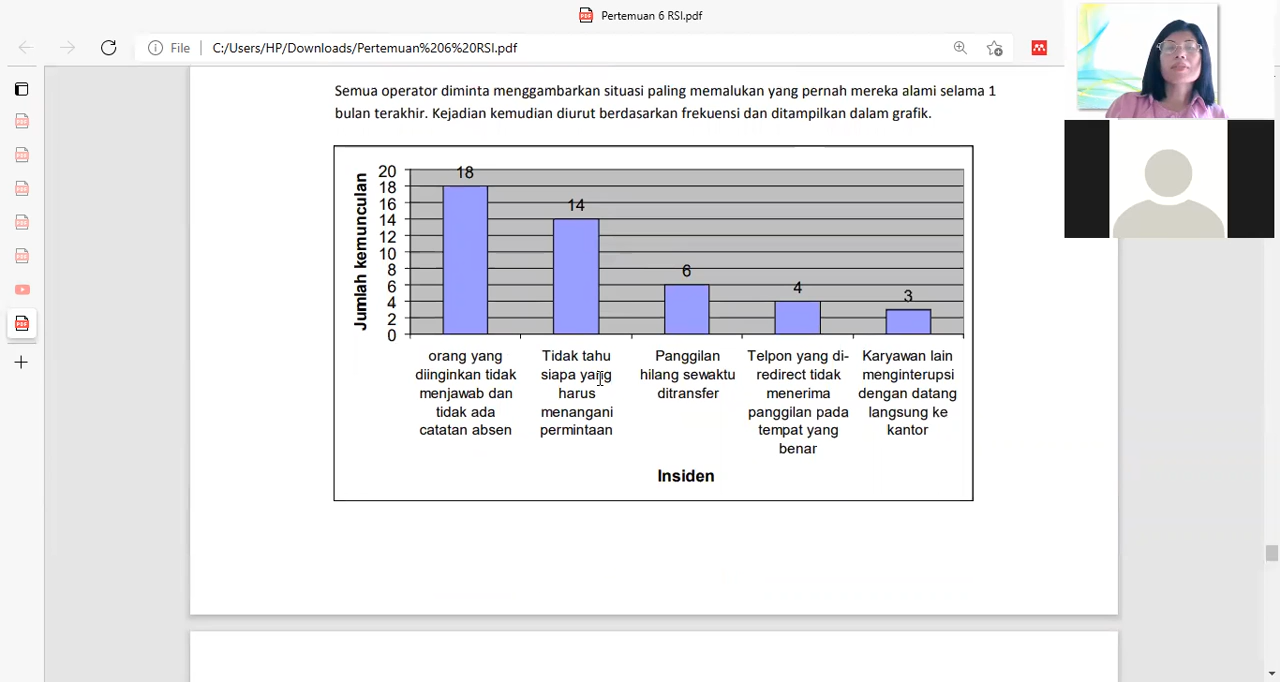 Pertemuan 6 RSI.pdf
File
C:/Users/HP/Downloads/Pertemuan%206%20RSI.pdf
Semua operator diminta menggambarkan situasi paling memalukan yang pernah mereka alami selama 1
bulan terakhir. Kejadian kemudian diurut berdasarkan frekuensi dan ditampilkan dalam grafik.
Jumlah kemunculan
20
18
16
14
12
10
8
6
4
2
0
18
14
6
4
3
orang yang
diinginkan tidak
menjawab dan
tidak ada
catatan absen
Tidak tahu
siapa yang
harus
menangani
permintaan
Panggilan
hilang sewaktu
ditransfer
Telpon yang di-
redirect tidak
menerima
panggilan pada
tempat yang
benar
Karyawan lain
menginterupsi
dengan datang
langsung ke
kantor
Insiden